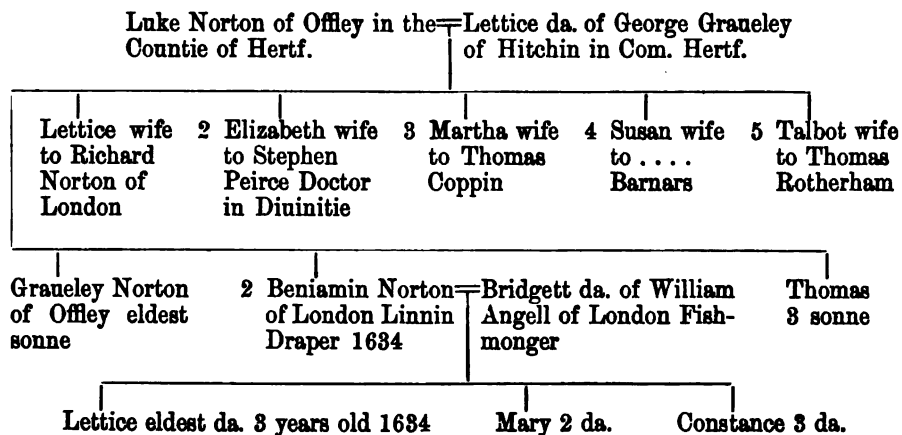 Luke Norton of Offley in the=Lettice da. of George Graueley
Countie of Hertf. of Hitchin in Com. Hertf.
Lettice wife
to Richard
Norton of
London
2 Elizabeth wife
to Stephen
Peirce Doctor
in Diuinitie
3 Martha wife
to Thomas
Coppin
4 Susan wife
to ....
Barnars
5 Talbot wife
to Thomas
Rotherham
Graueley Norton
of Offley eldest
sonne
2 Beniamin Norton=Bridgett da. of William
of London Linnin Angell of London Fish-
Draper 1634 monger
Thomas
3 sonne
Lettice eldest da. 3 years old 1634
Mary 2 da.
Constance 3 da.